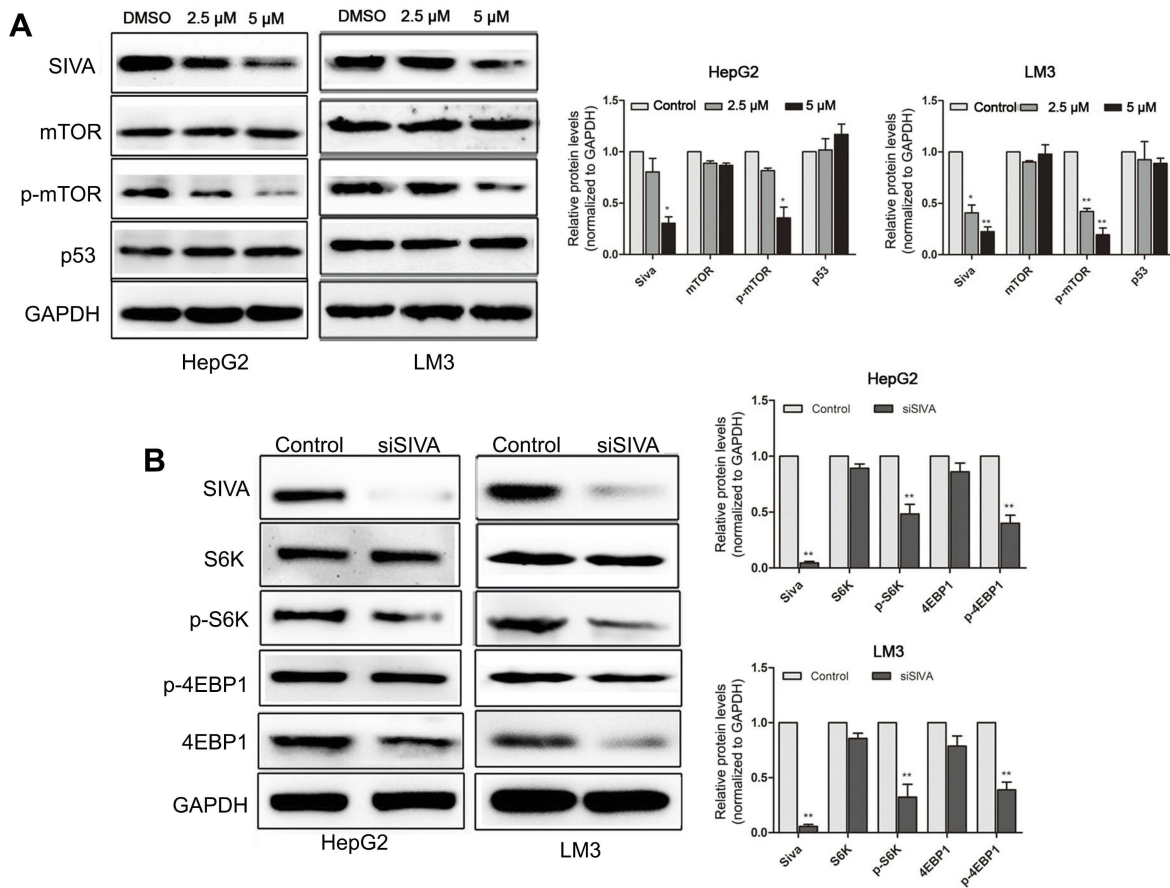 A
DMSO 2.5 µM 5 µM
DMSO 2.5 µM 5 µM
SIVA
mTOR
p-mTOR
p53
GAPDH
HepG2
LM3
HepG2
Control 2.5 µM 5 µM
Relative protein levels
(normalized to GAPDH)
1.5
1.0
0.5
0.0
* *
Siva mTOR p-mTOR p53
LM3
Control 2.5 µM 5 µM
Relative protein levels
(normalized to GAPDH)
1.5
1.0
0.5
0.0
* ** ** **
Siva mTOR p-mTOR p53
B
Control siSIVA
Control siSIVA
SIVA
S6K
p-S6K
p-4EBP1
4EBP1
GAPDH
HepG2
LM3
HepG2
Control siSIVA
Relative protein levels
(normalized to GAPDH)
1.5
1.0
0.5
0.0
** ** **
Siva S6K p-S6K 4EBP1 p-4EBP1
LM3
Control siSIVA
Relative protein levels
(normalized to GAPDH)
1.5
1.0
0.5
0.0
** ** **
Siva S6K p-S6K 4EBP1 p-4EBP1